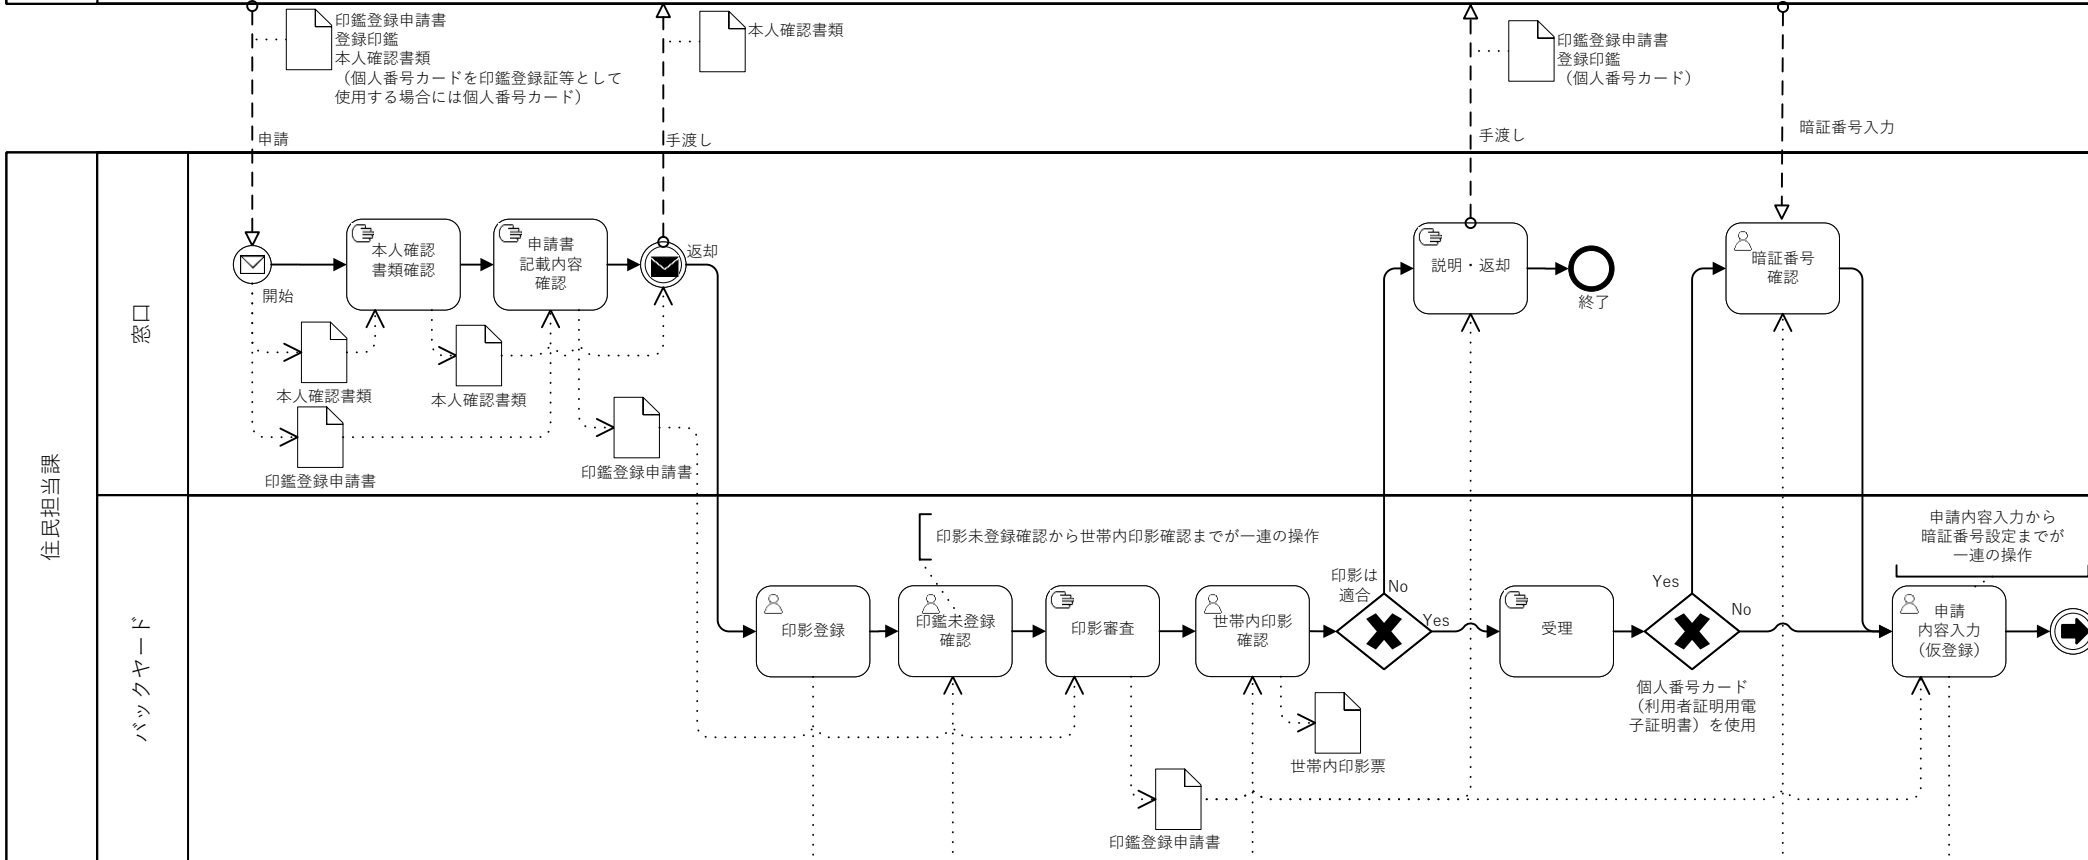 印鑑登録申請書
登録印鑑
本人確認書類
（個人番号カードを印鑑登録証等として
使用する場合には個人番号カード）
本人確認書類
印鑑登録申請書
登録印鑑
（個人番号カード）
申請
手渡し
手渡し
暗証番号入力
住民担当課
窓口
開始
本人確認
書類確認
申請書
記載内容
確認
返却
説明・返却
終了
暗証番号
確認
本人確認書類
本人確認書類
印鑑登録申請書
印鑑登録申請書
バックヤード
印影未登録確認から世帯内印影確認までが一連の操作
申請内容入力から
暗証番号設定までが
一連の操作
印影登録
印鑑未登録
確認
印影審査
世帯内印影
確認
印影は
適合
No
Yes
受理
Yes
No
個人番号カード
（利用者証明用電
子証明書）を使用
申請
内容入力
（仮登録）
世帯内印影票
印鑑登録申請書